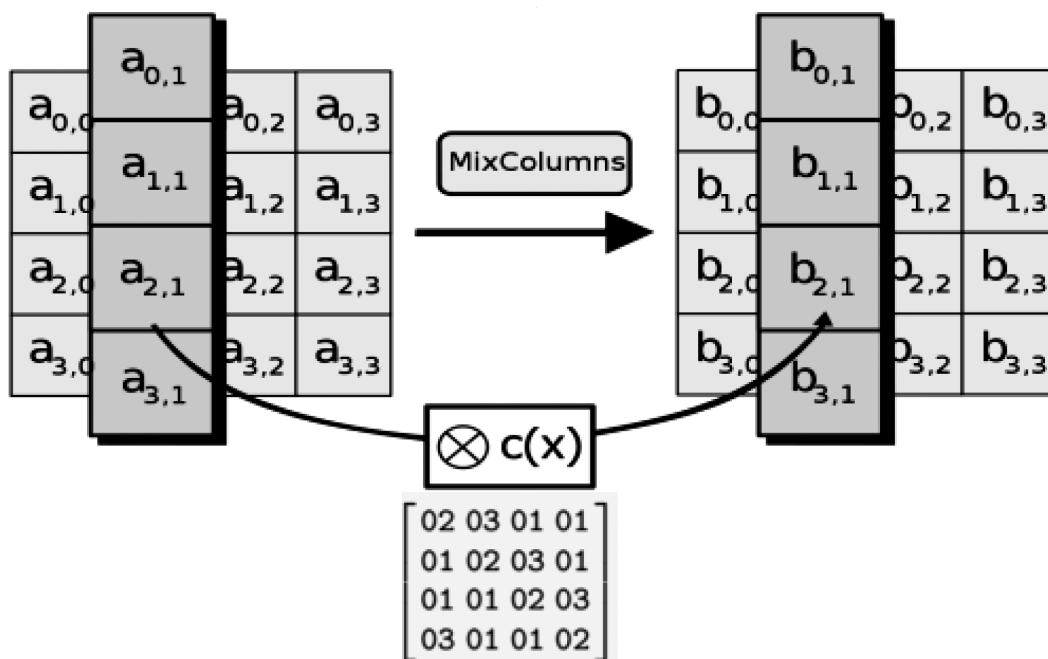 a0,1
a0,0 a0,2 a0,3
a1,1
a1,0 a1,2 a1,3
a2,1
a2,0 a2,2 a2,3
a3,1
a3,0 a3,2 a3,3
MixColumns
b0,1
b0,0 b0,2 b0,3
b1,1
b1,0 b1,2 b1,3
b2,1
b2,0 b2,2 b2,3
b3,1
b3,0 b3,2 b3,3
⊗ c(x)
02 03 01 01
01 02 03 01
01 01 02 03
03 01 01 02